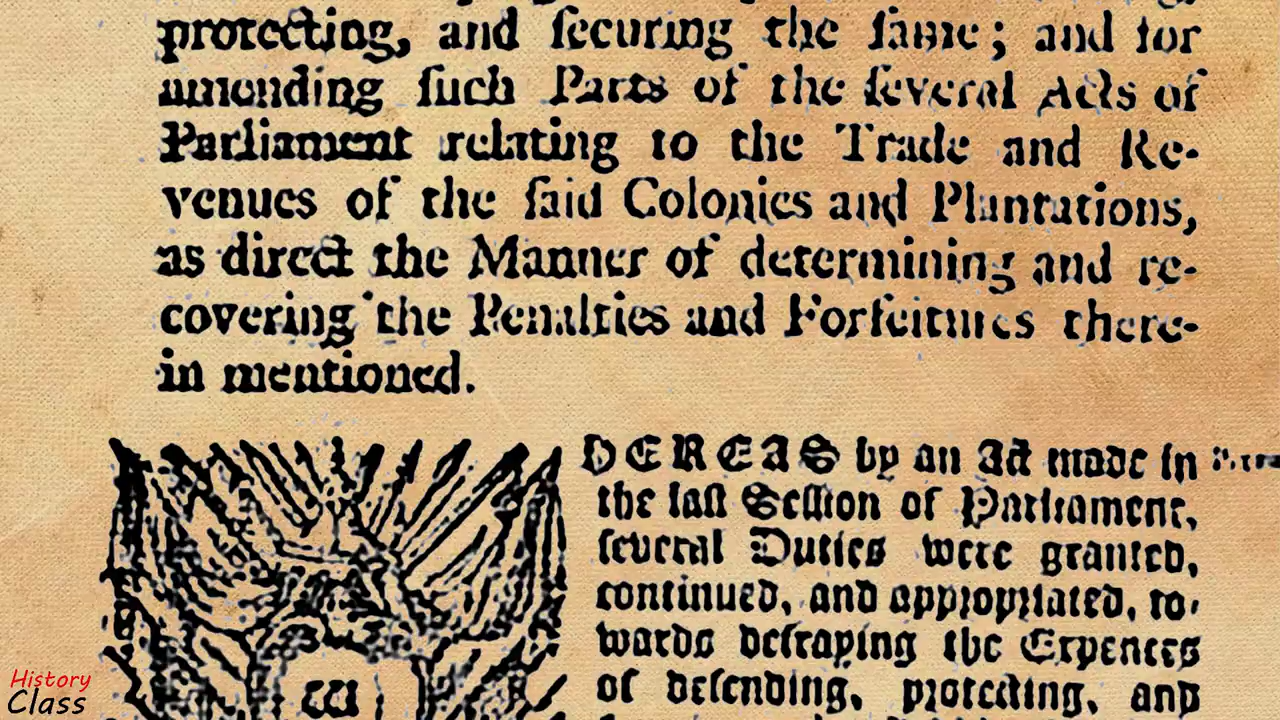 protecting, and ſecuring the ſame; and for
amending ſuch Parts of the ſeveral Acts of
Parliament relating to the Trade and Re-
venues of the ſaid Colonies and Plantations,
as direct the Manner of determining and re-
covering the Penalties and Forfeitures there-
in mentioned.
HEREAS by an Act made in
the laſt Seſſion of Parliament,
ſeveral Duties were granted,
continued, and appropriated, to-
wards defraying the Expences
of defending, protecting, and
History
Class